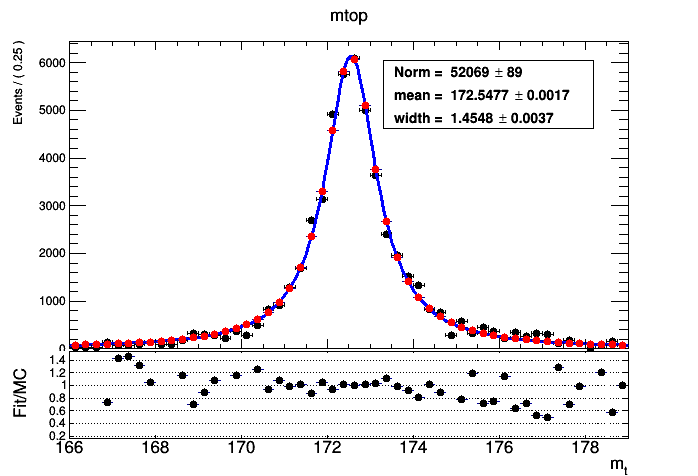 mtop
Events / ( 0.25 )
6000
5000
4000
3000
2000
1000
0
Norm = 52069 ± 89
mean = 172.5477 ± 0.0017
width = 1.4548 ± 0.0037
Fit/MC
1.4
1.2
1
0.8
0.6
0.4
0.2
166 168 170 172 174 176 178
m_t